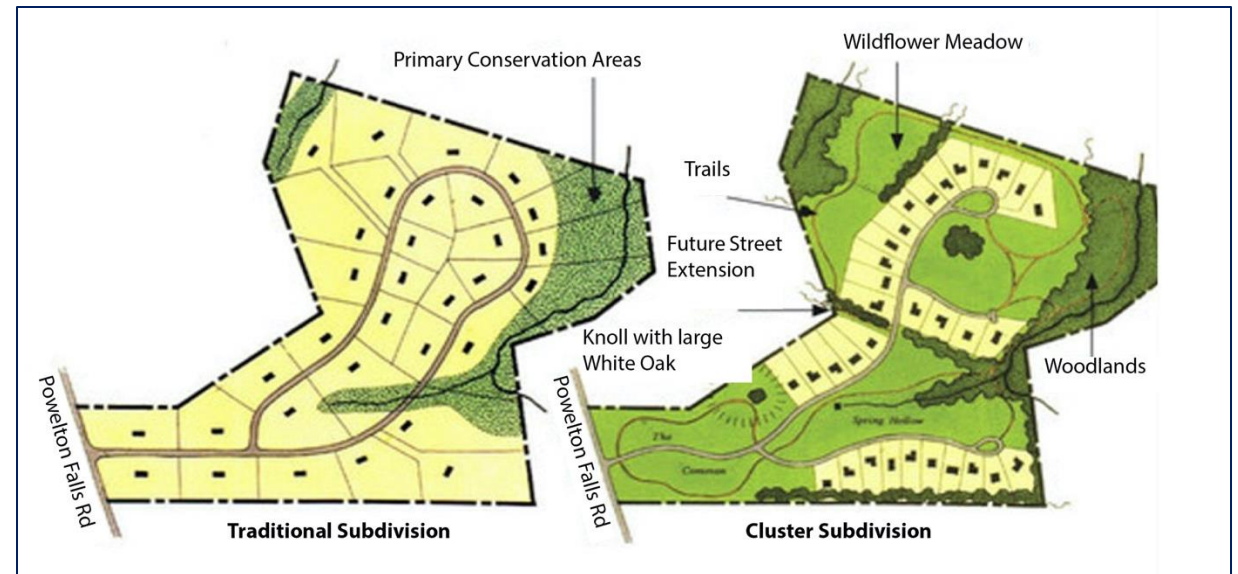 Wildflower Meadow
Primary Conservation Areas
Trails
Future Street
Extension
Knoll with large
White Oak
Woodlands
Powelton Falls Rd
Powelton Falls Rd
The
Common
Spring Hollow
Traditional Subdivision
Cluster Subdivision